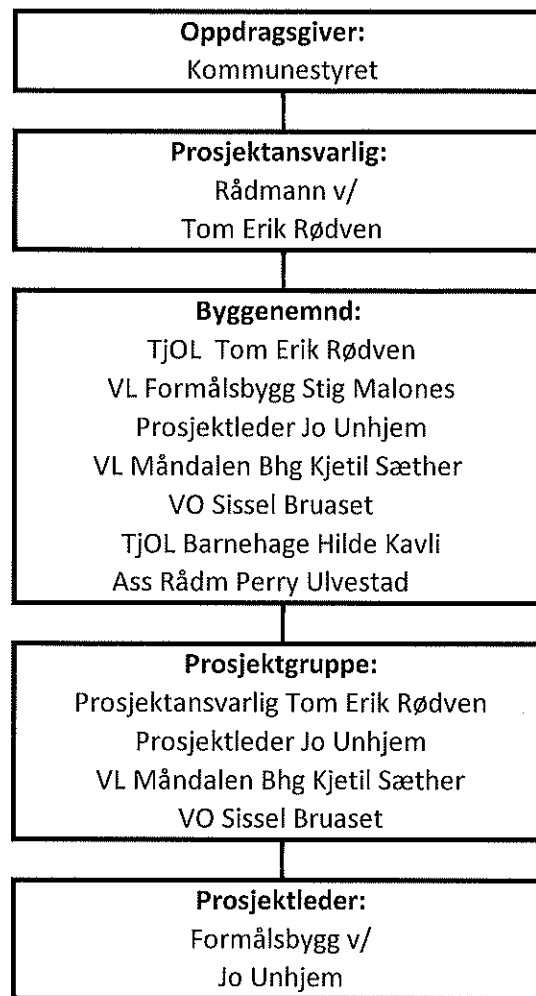 Oppdragsgiver:
Kommunestyret
Prosjektansvarlig:
Rådmann v/
Tom Erik Rødven
Byggenemnd:
TjOL Tom Erik Rødven
VL Formålsbygg Stig Malones
Prosjektleder Jo Unhjem
VL Måndalen Bhg Kjetil Sæther
VO Sissel Bruaset
TjOL Barnehage Hilde Kavli
Ass Rådm Perry Ulvestad
Prosjektgruppe:
Prosjektansvarlig Tom Erik Rødven
Prosjektleder Jo Unhjem
VL Måndalen Bhg Kjetil Sæther
VO Sissel Bruaset
Prosjektleder:
Formålsbygg v/
Jo Unhjem